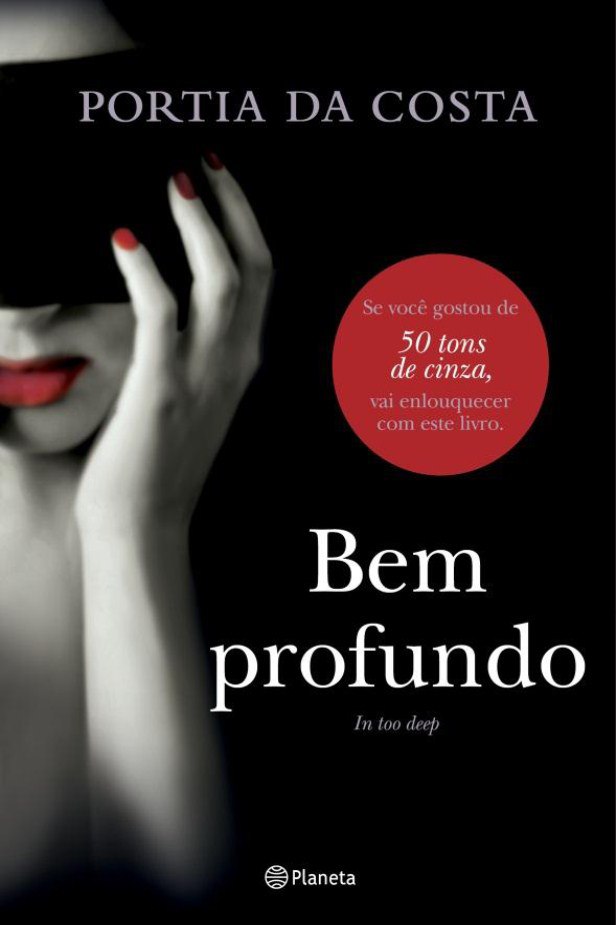 PORTIA DA COSTA
Se você gostou de
50 tons
de cinza,
vai enlouquecer
com este livro.
Bem
profundo
In too deep
Planeta